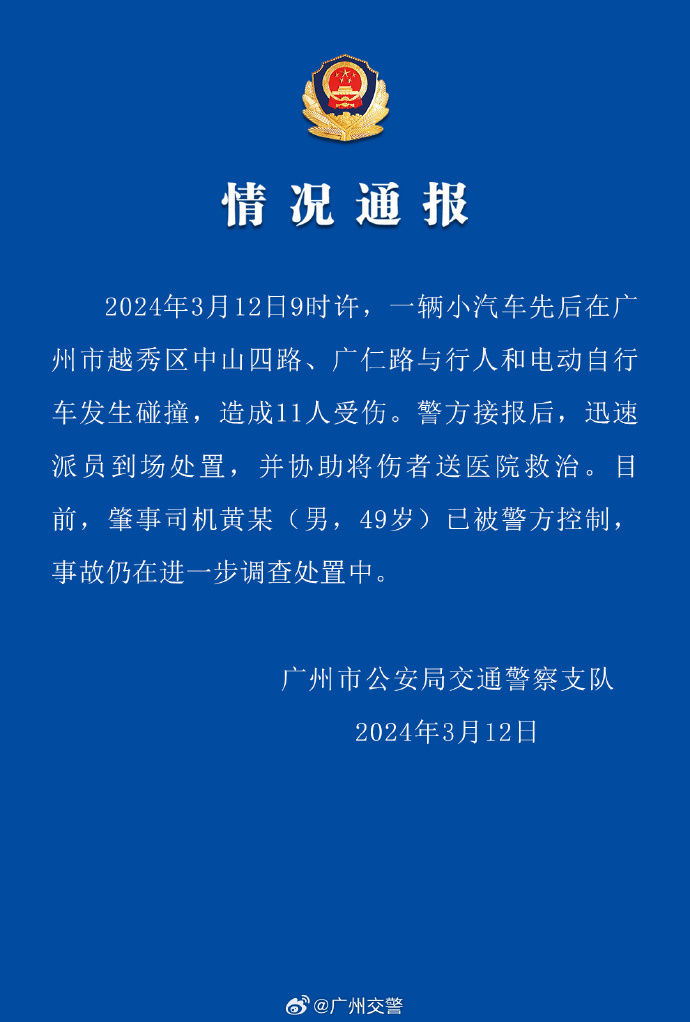 情况通报
2024年3月12日9时许，一辆小汽车先后在广
州市越秀区中山四路、广仁路与行人和电动自行
车发生碰撞，造成11人受伤。警方接报后，迅速
派员到场处置，并协助将伤者送医院救治。目
前，肇事司机黄某（男，49岁）已被警方控制，
事故仍在进一步调查处置中。
广州市公安局交通警察支队
2024年3月12日
@广州交警